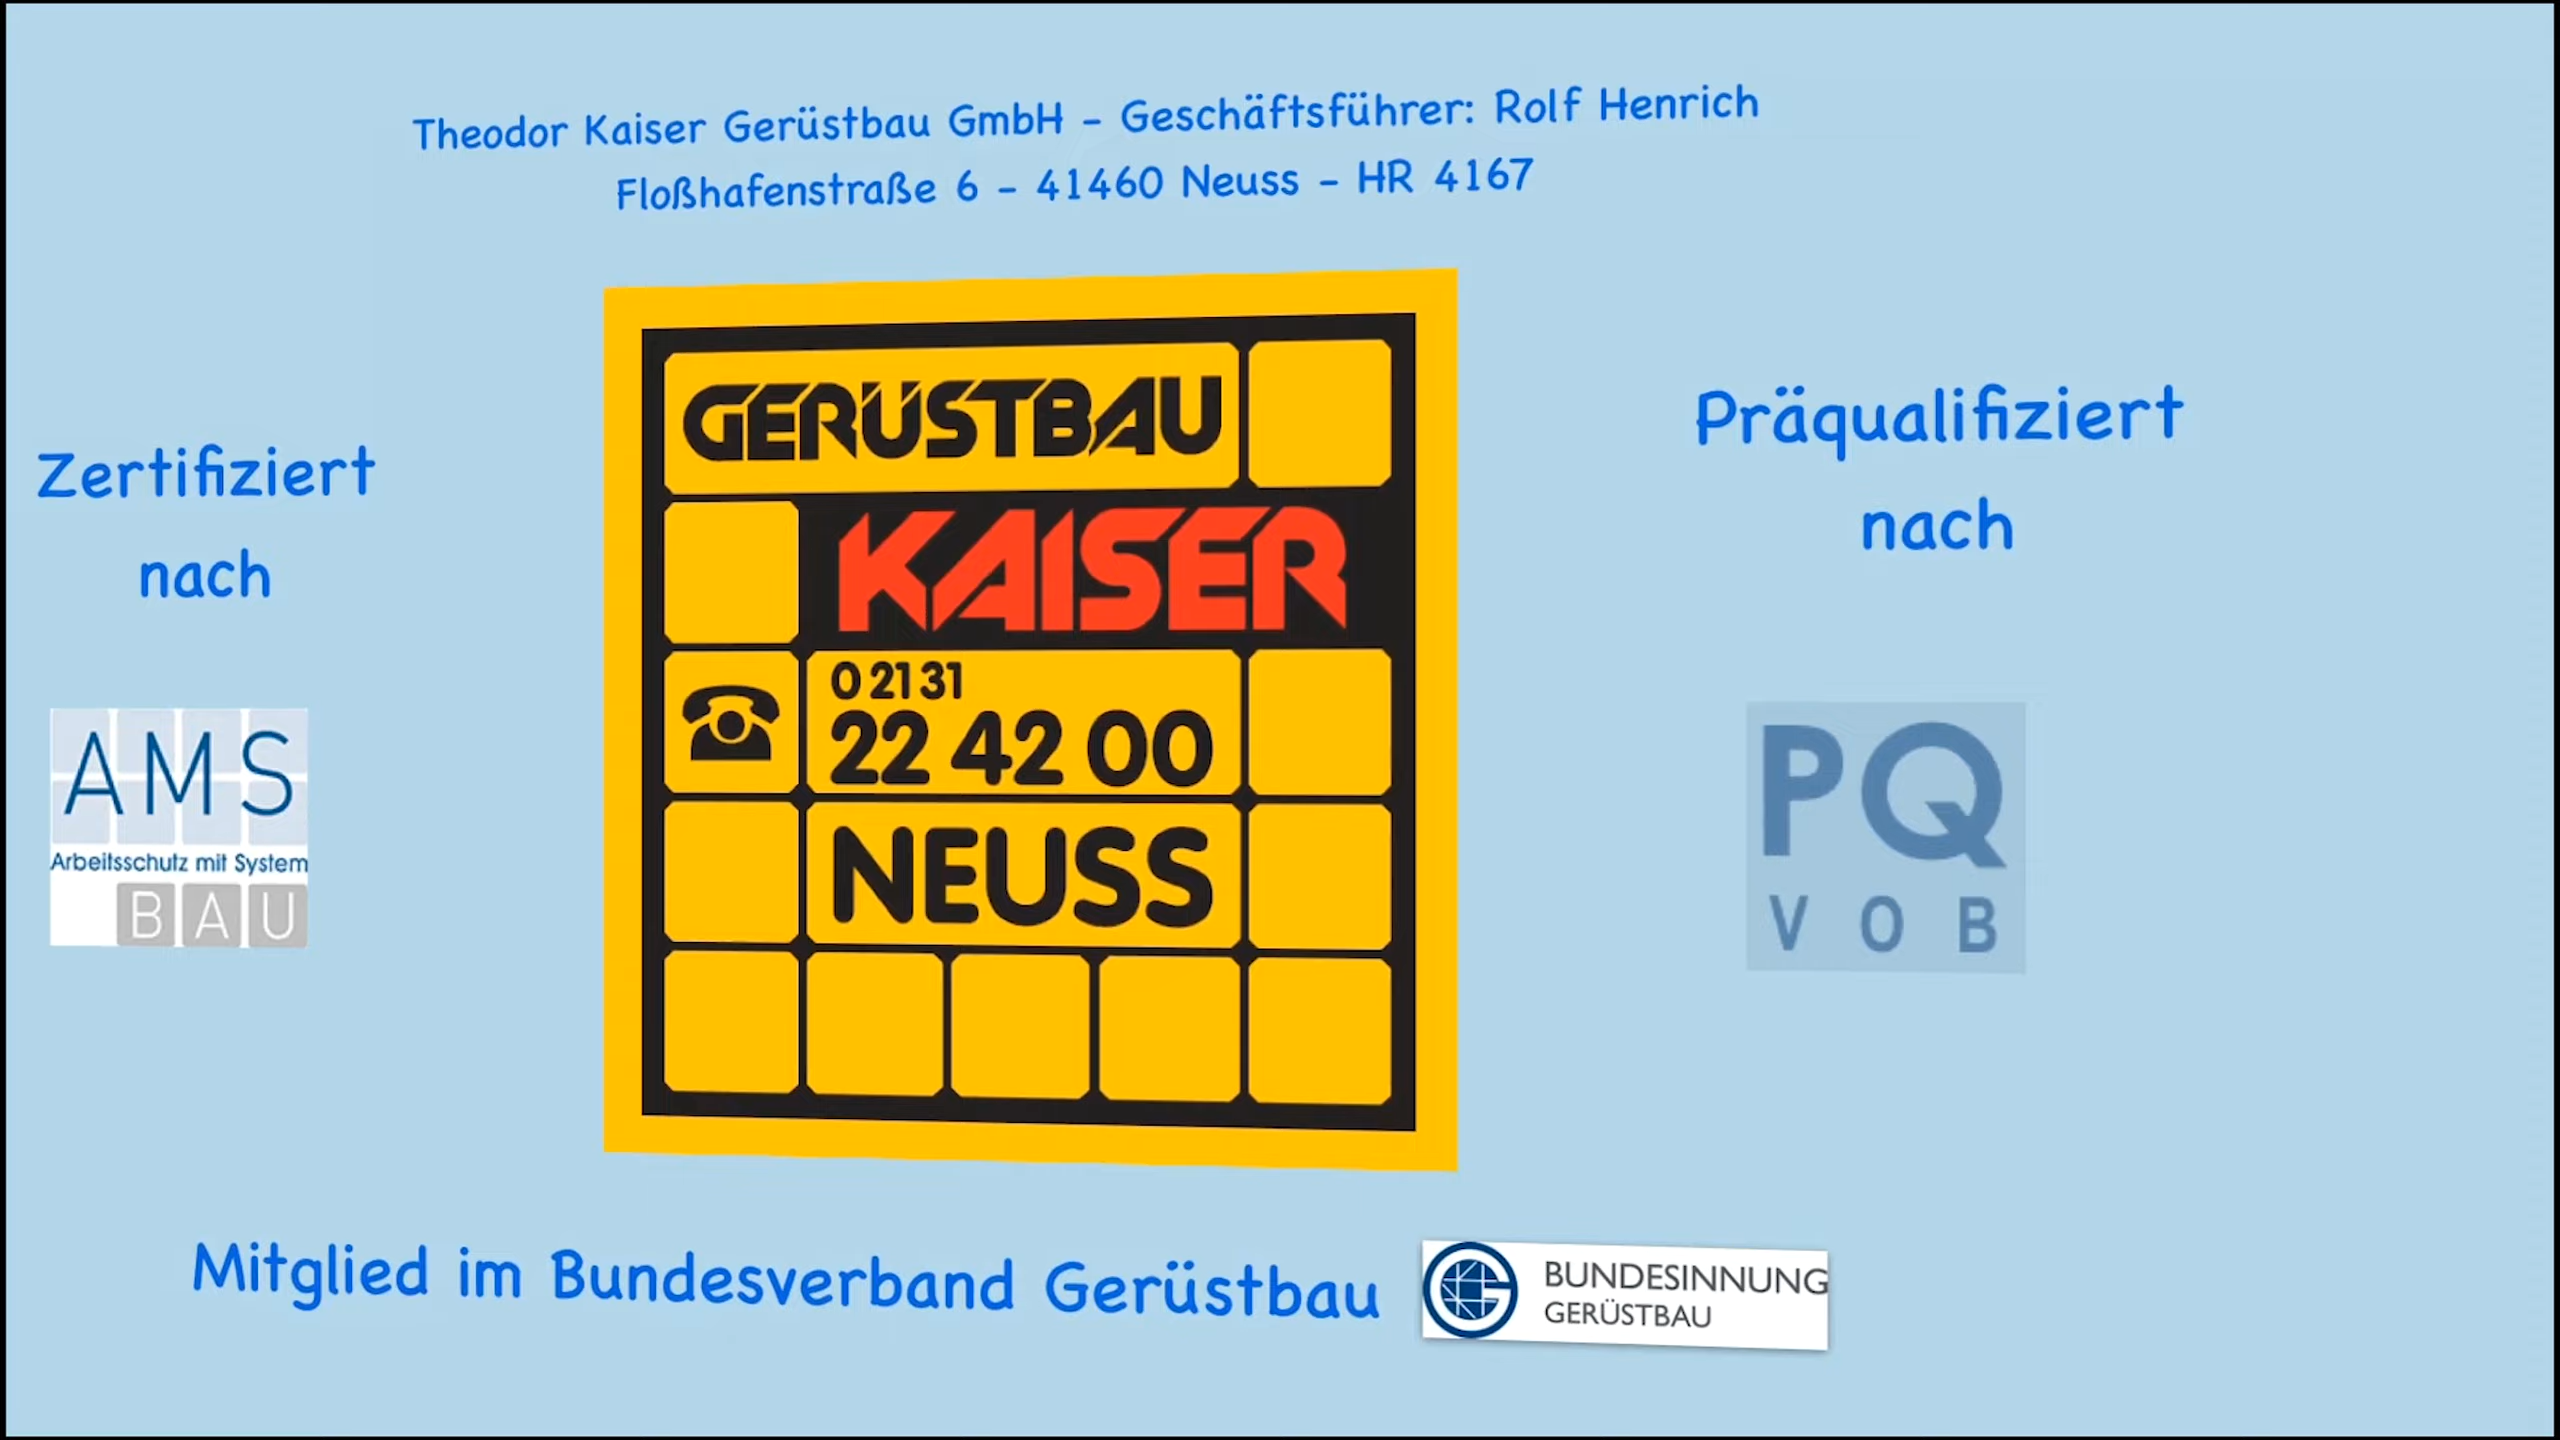 Theodor Kaiser Gerüstbau GmbH - Geschäftsführer: Rolf Henrich
Floßhafenstraße 6 - 41460 Neuss - HR 4167
Zertifiziert
nach
AMS
Arbeitsschutz mit System
BAU
GERÜSTBAU
KAISER
0 21 31
22 42 00
NEUSS
Präqualifiziert
nach
PQ
V O B
Mitglied im Bundesverband Gerüstbau
BUNDESINNUNG
GERÜSTBAU